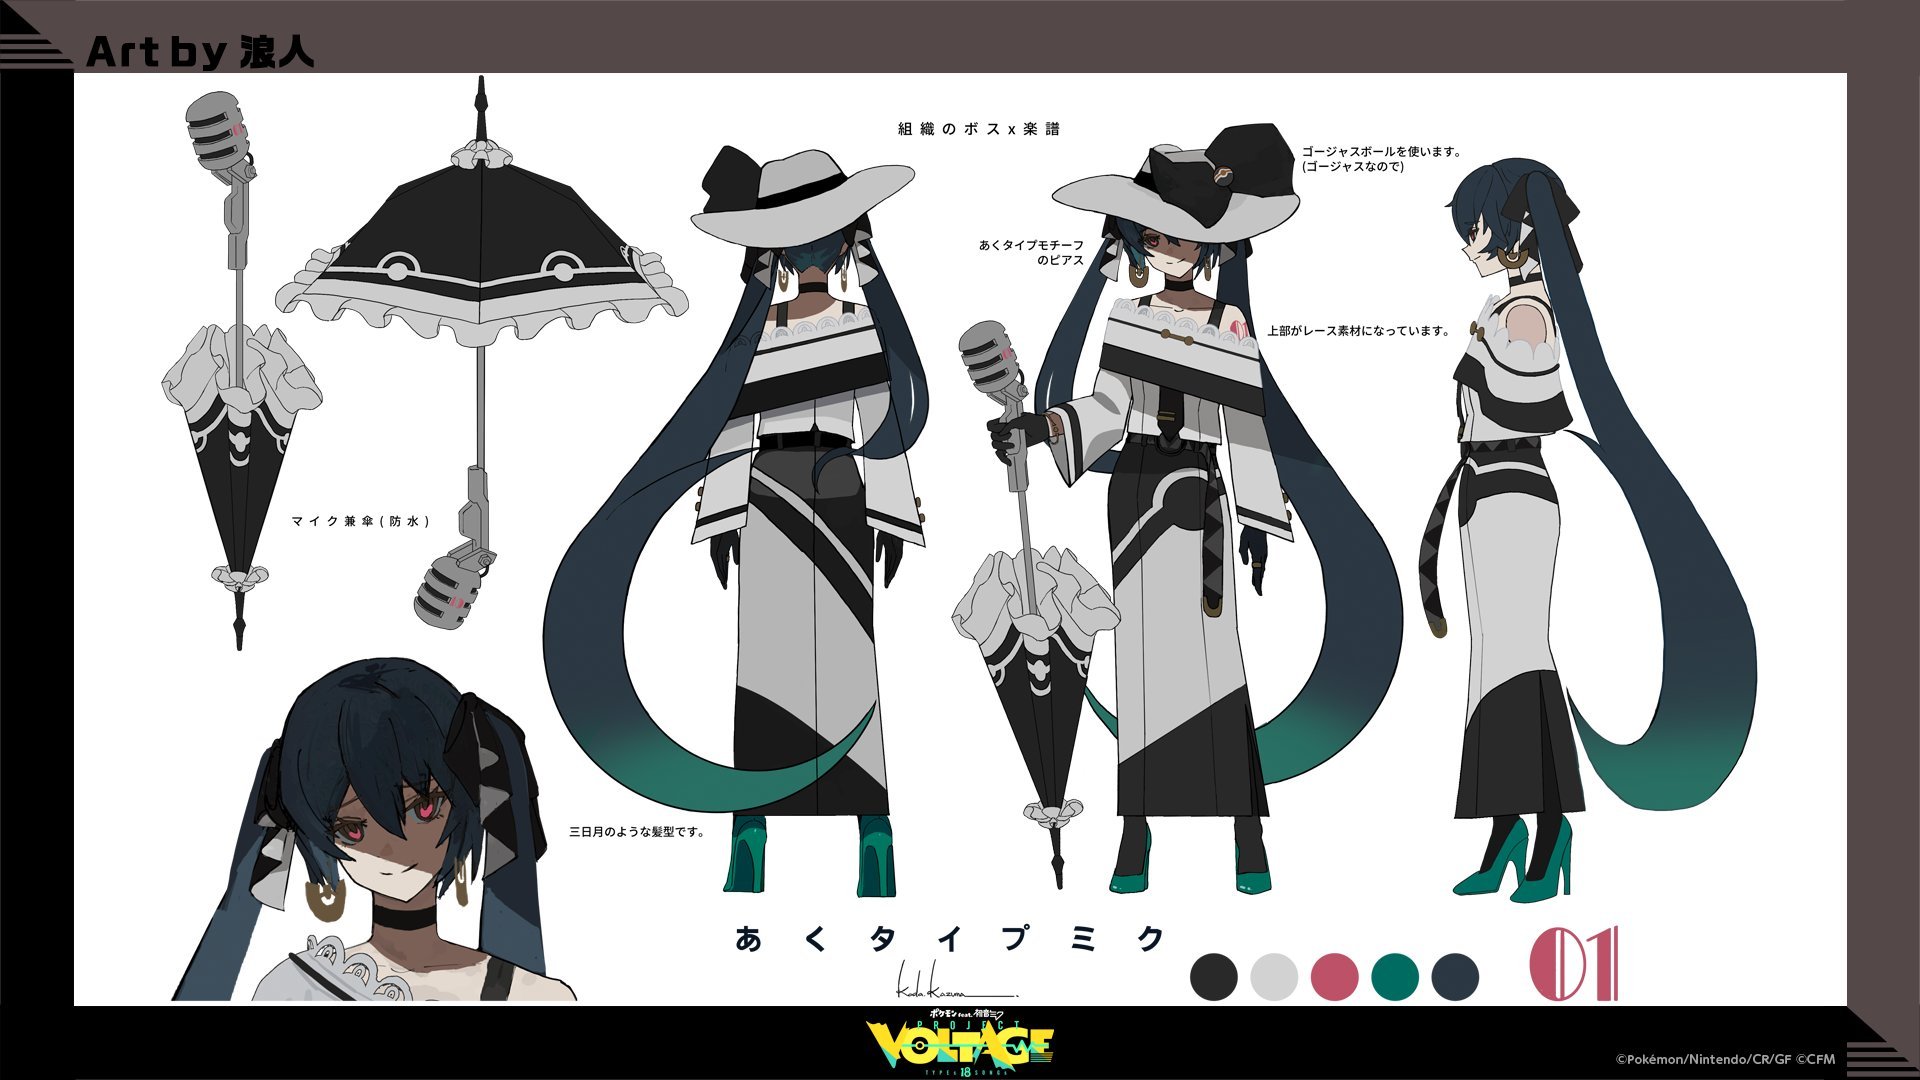 Art by 浪人
組織のボスx楽譜
ゴージャスボールを使います。
(ゴージャスなので)
あくタイプモチーフ
のピアス
上部がレース素材になっています。
マイク兼傘(防水)
三日月のような髪型です。
あくタイプミク
Koda.Kazuma
01
ポケモン feat. 初音ミク
PROJECT
VOLTAGE
TYPES 18 SONGS
©Pokémon/Nintendo/CR/GF ©CFM